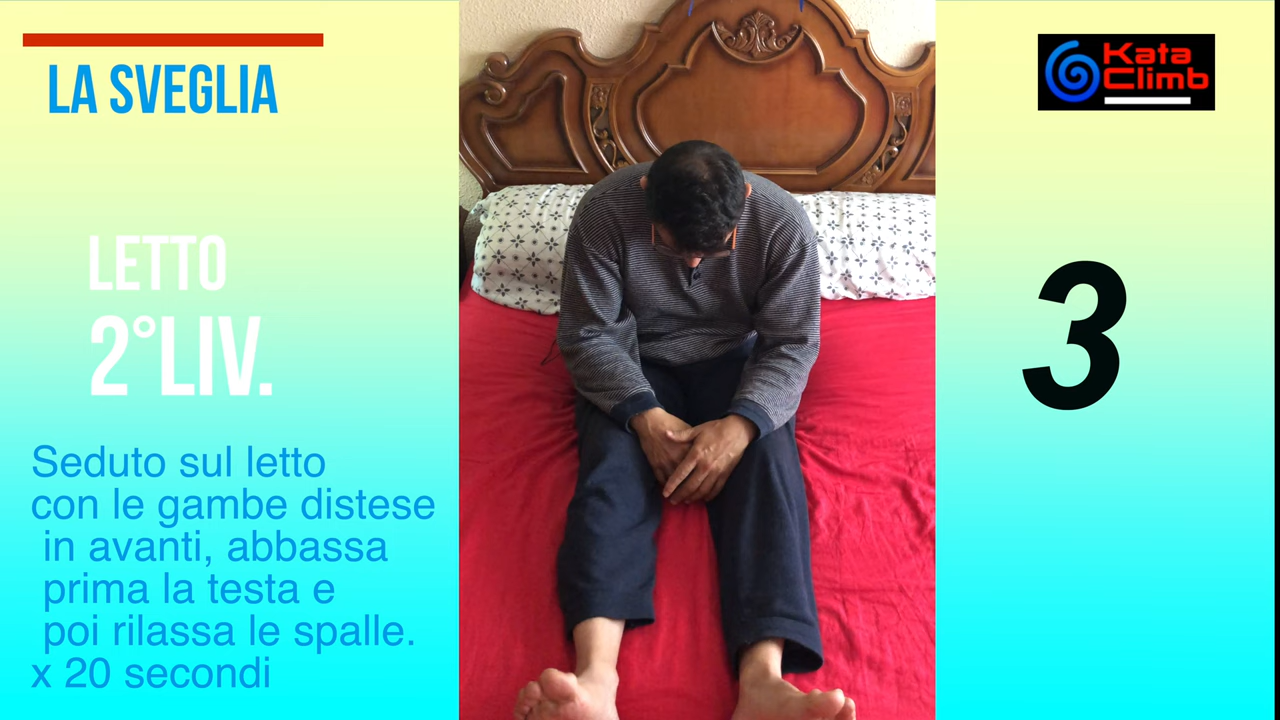 LA SVEGLIA
Kata
Climb
LETTO
2°LIV.
3
Seduto sul letto
con le gambe distese
in avanti, abbassa
prima la testa e
poi rilassa le spalle.
x 20 secondi